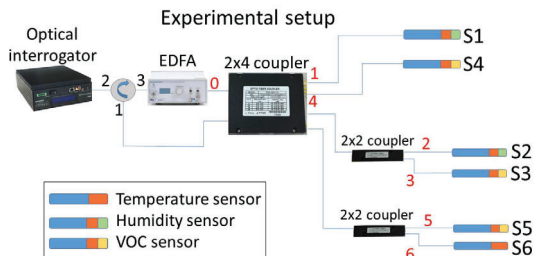 Experimental setup
Optical
interrogator
EDFA
2x4 coupler
2
3
0
1
1
4
S1
S4
2x2 coupler
2
3
S2
S3
2x2 coupler
5
6
S5
S6
Temperature sensor
Humidity sensor
VOC sensor